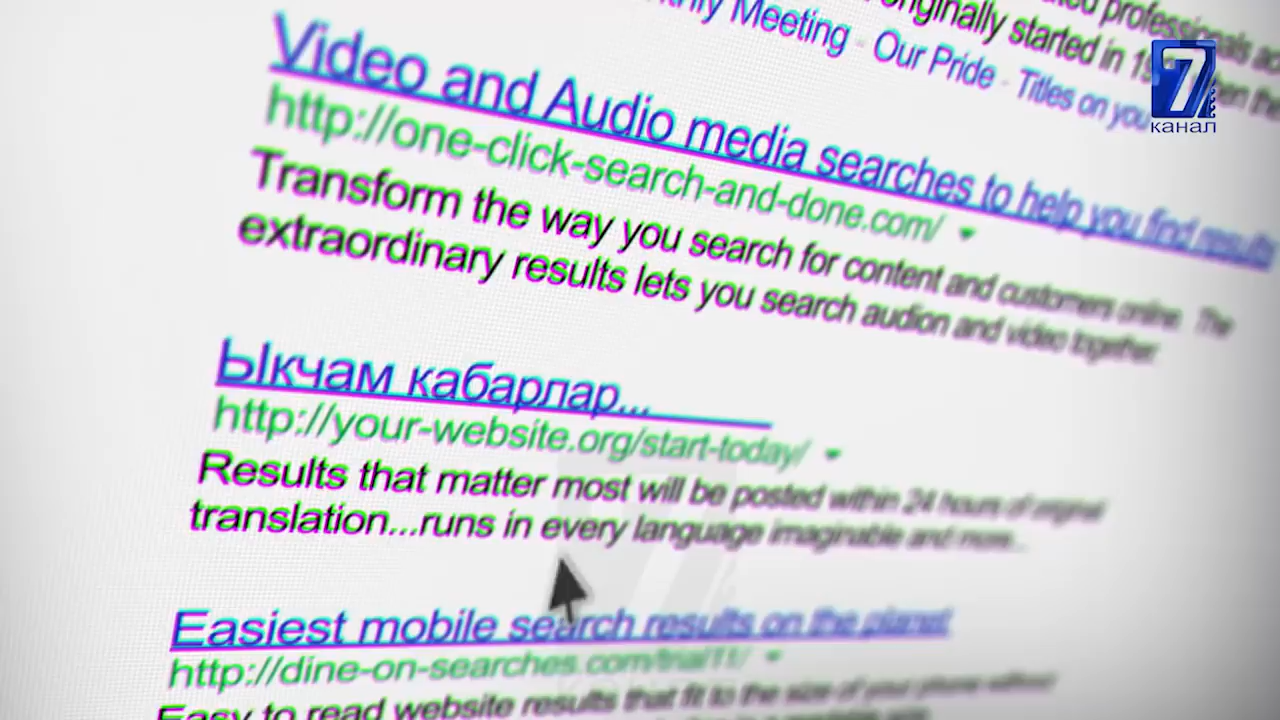 professionals
originally started in
Meeting - Our Pride - Titles on you
7
канал
Video and Audio media searches to help you find results
http://one-click-search-and-done.com/
Transform the way you search for content and customers online. The
extraordinary results lets you search audion and video together.
Ыкчам кабарлар...
http://your-website.org/start-today/
Results that matter most will be posted within 24 hours of original
translation...runs in every language imaginable and more...
Easiest mobile search results on the planet
http://dine-on-searches.com/trial11/
Easy to read website results that fit to the size of your phone without